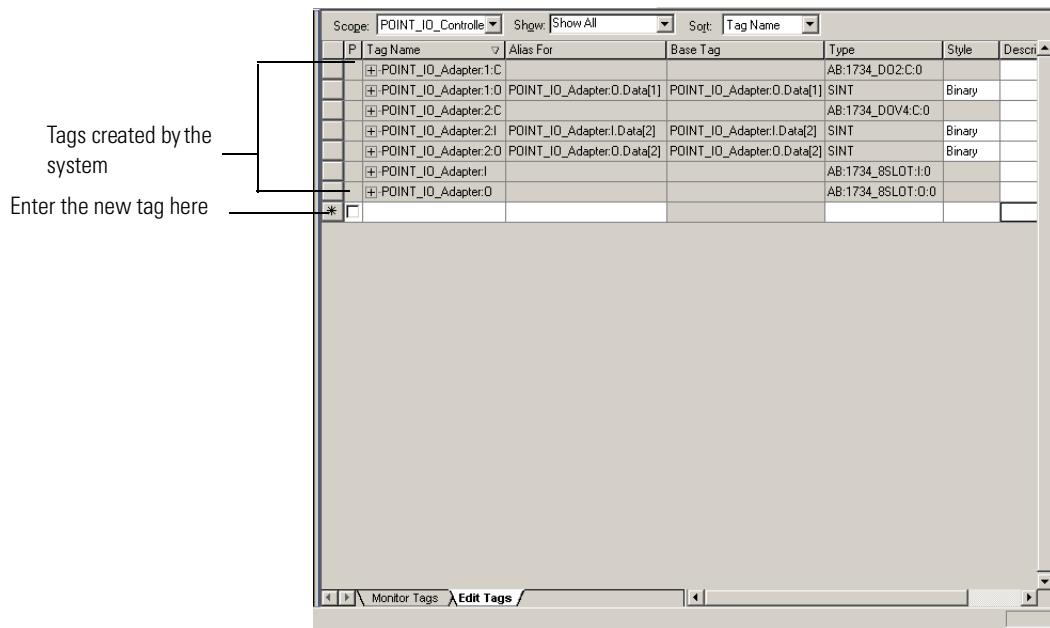 Scope: POINT_IO_Controlle Show: Show All Sort: Tag Name
P Tag Name Alias For Base Tag Type Style Descri
POINT_IO_Adapter:1:C AB:1734_DO2:C:0
POINT_IO_Adapter:1:O POINT_IO_Adapter:O.Data[1] POINT_IO_Adapter:O.Data[1] SINT Binary
POINT_IO_Adapter:2:C AB:1734_DOV4:C:0
Tags created by the
system
POINT_IO_Adapter:2:I POINT_IO_Adapter:I.Data[2] POINT_IO_Adapter:I.Data[2] SINT Binary
POINT_IO_Adapter:2:O POINT_IO_Adapter:O.Data[2] POINT_IO_Adapter:O.Data[2] SINT Binary
POINT_IO_Adapter:I AB:1734_8SLOT:I:0
POINT_IO_Adapter:O AB:1734_8SLOT:O:0
Enter the new tag here
Monitor Tags Edit Tags